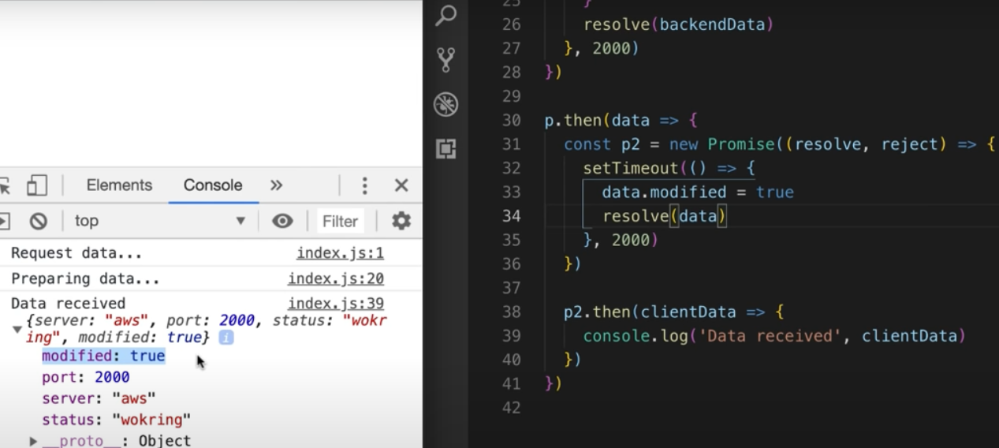 Elements Console »
top Filter
Request data... index.js:1
Preparing data... index.js:20
Data received index.js:39
{server: "aws", port: 2000, status: "wokr
ing", modified: true} i
modified: true
port: 2000
server: "aws"
status: "wokring"
__proto__: Object
25 }
26 resolve(backendData)
27 }, 2000)
28 })
29
30 p.then(data => {
31 const p2 = new Promise((resolve, reject) => {
32 setTimeout(() => {
33 data.modified = true
34 resolve(data)
35 }, 2000)
36 })
37
38 p2.then(clientData => {
39 console.log('Data received', clientData)
40 })
41 })
42